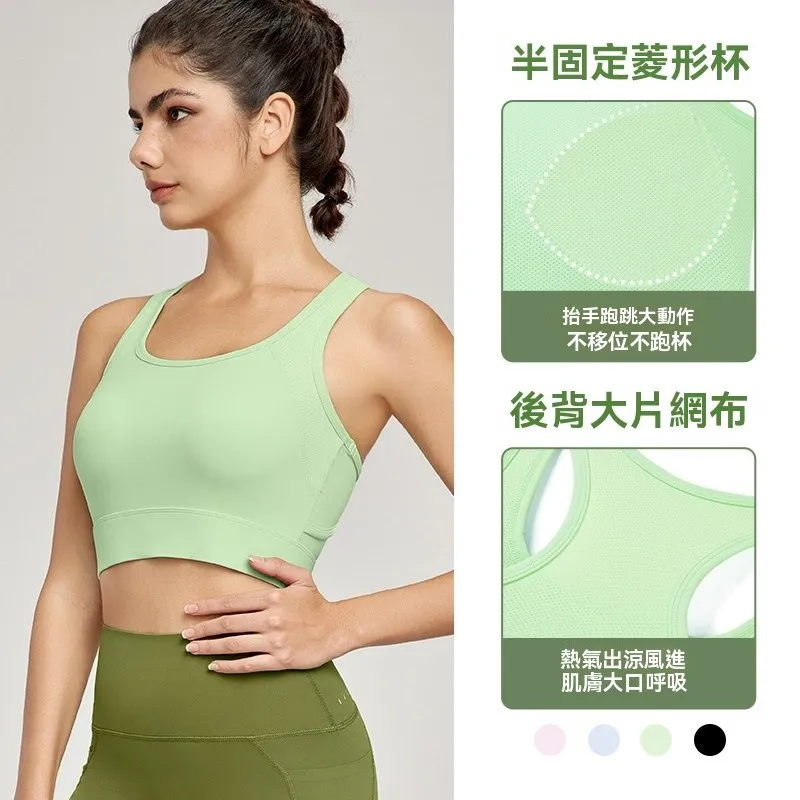 半固定菱形杯
抬手跑跳大動作
不移位不跑杯
後背大片網布
熱氣出涼風進
肌膚大口呼吸